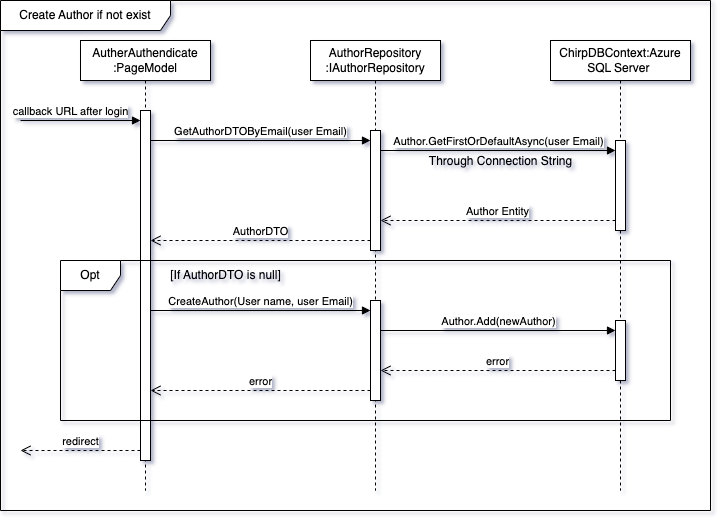 Create Author if not exist
AutherAuthendicate
:PageModel
AuthorRepository
:IAuthorRepository
ChirpDBContext:Azure
SQL Server
callback URL after login
GetAuthorDTOByEmail(user Email)
Author.GetFirstOrDefaultAsync(user Email)
Through Connection String
Author Entity
AuthorDTO
Opt
[If AuthorDTO is null]
CreateAuthor(User name, user Email)
Author.Add(newAuthor)
error
error
redirect